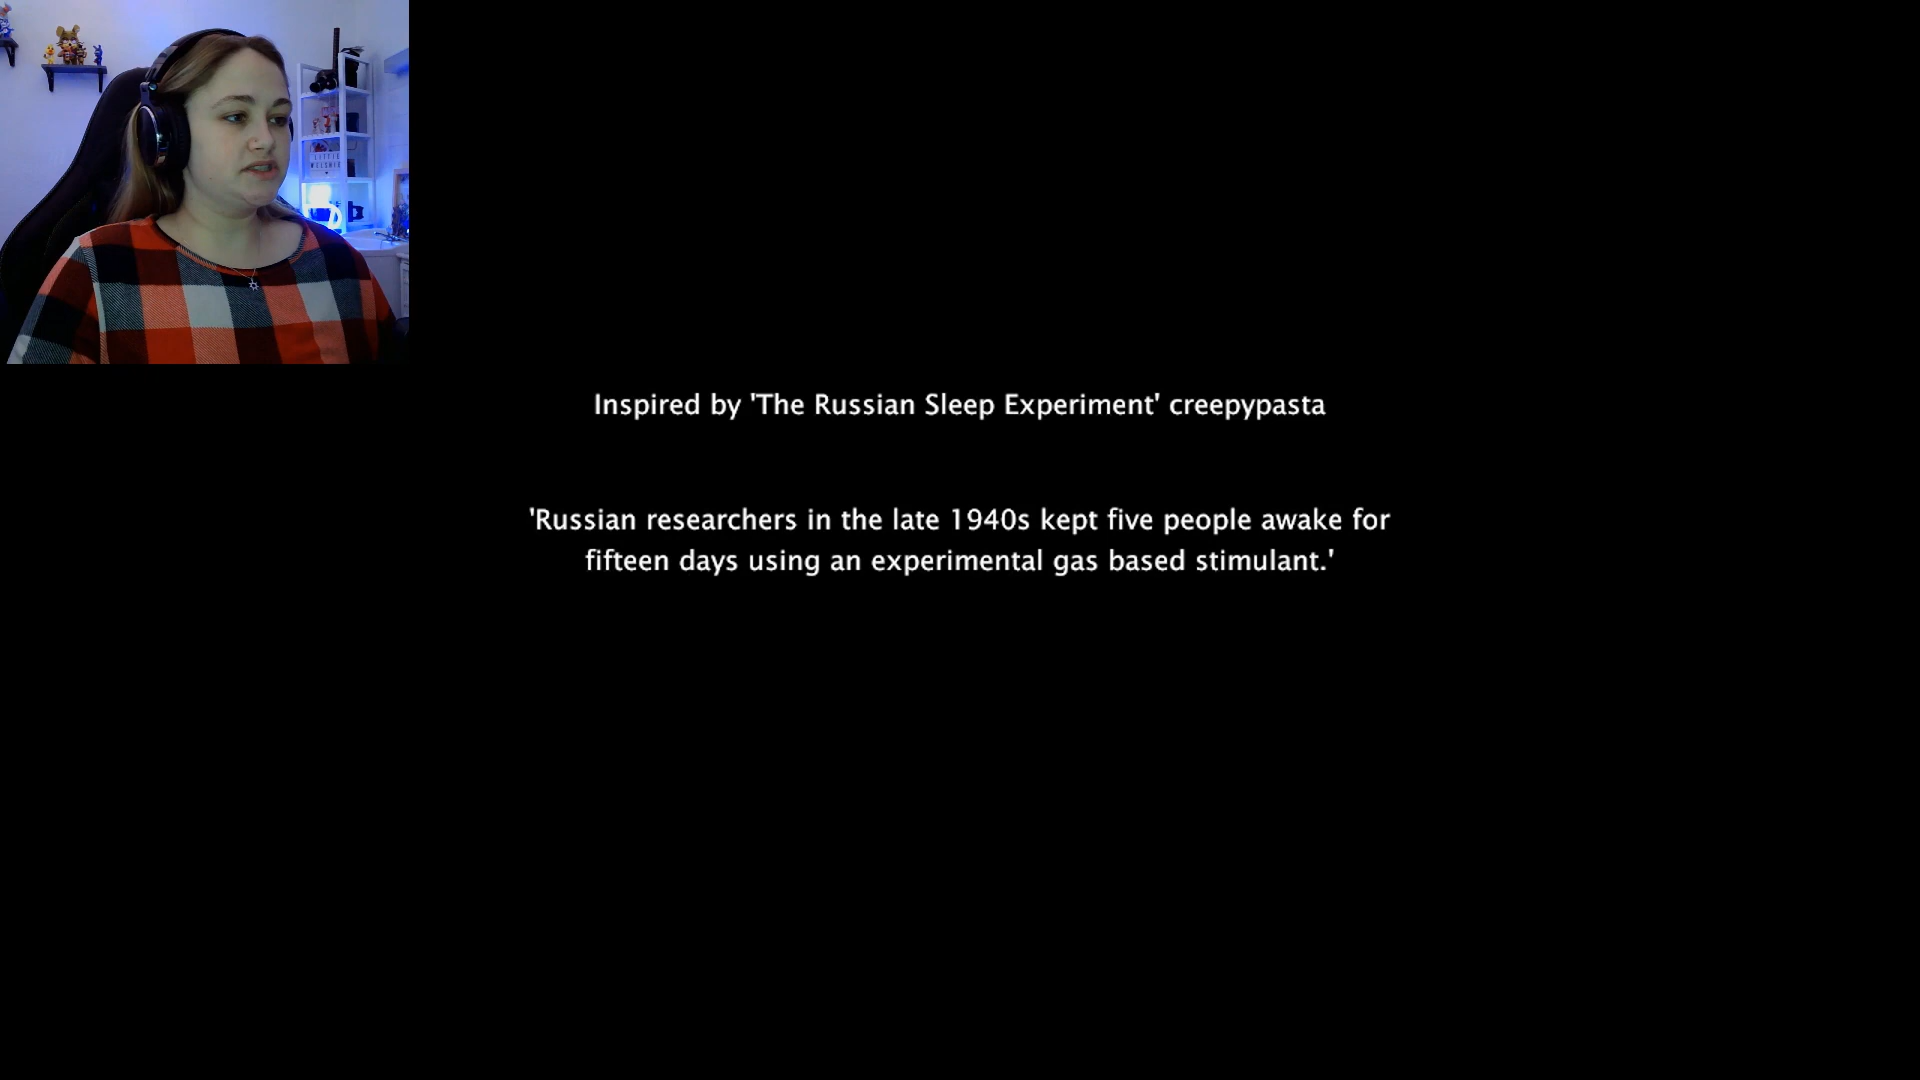 LITTLE
Inspired by 'The Russian Sleep Experiment' creepypasta
'Russian researchers in the late 1940s kept five people awake for
fifteen days using an experimental gas based stimulant.'